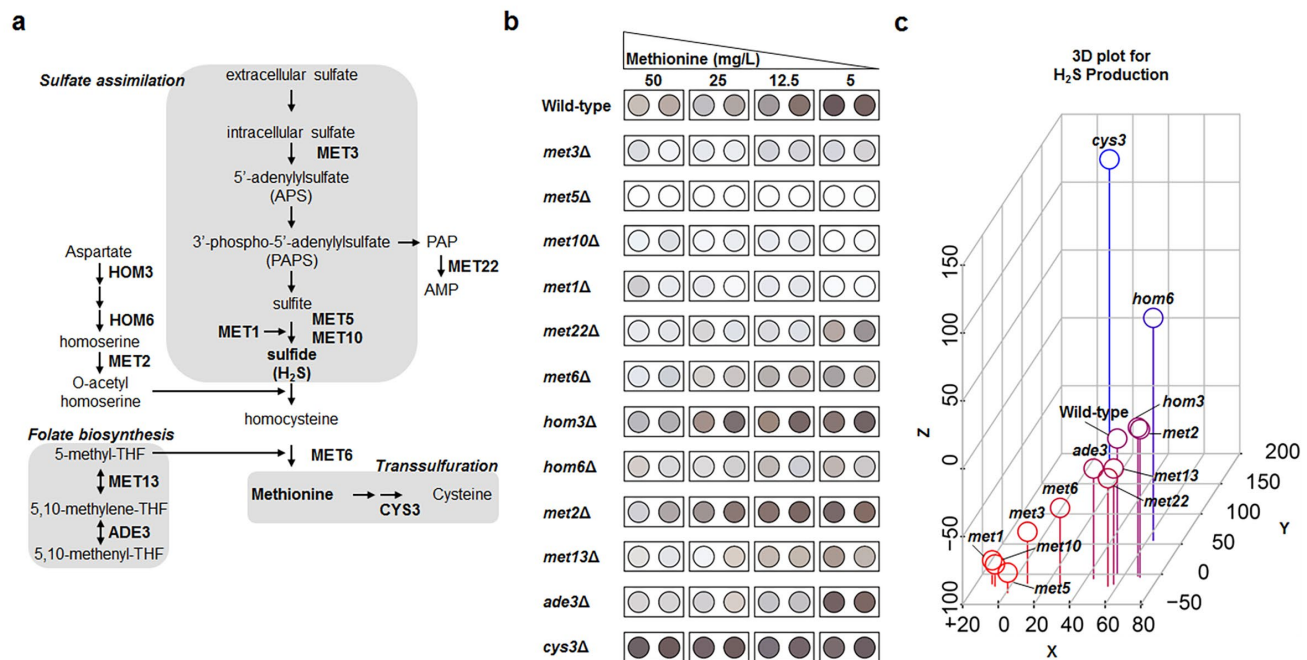 a
Sulfate assimilation
extracellular sulfate
intracellular sulfate
MET3
5'-adenylylsulfate
(APS)
3'-phospho-5'-adenylylsulfate
(PAPS)
PAP
MET22
AMP
sulfite
MET1
MET5
MET10
sulfide
(H₂S)
Aspartate
HOM3
HOM6
homoserine
MET2
O-acetyl
homoserine
homocysteine
Folate biosynthesis
5-methyl-THF
MET6
MET13
5,10-methylene-THF
ADE3
5,10-methenyl-THF
Transsulfuration
Methionine
Cysteine
CYS3
b
Methionine (mg/L)
50 25 12.5 5
Wild-type
met3Δ
met5Δ
met10Δ
met1Δ
met22Δ
met6Δ
hom3Δ
hom6Δ
met2Δ
met13Δ
ade3Δ
cys3Δ
c
3D plot for
H₂S Production
cys3
hom6
Wild-type
hom3
met2
ade3
met13
met22
met6
met3
met1
met10
met5
Z
150
100
50
0
−50
−100
+20 0 20 40 60 80
X
−50
0
50
100
150
200
Y